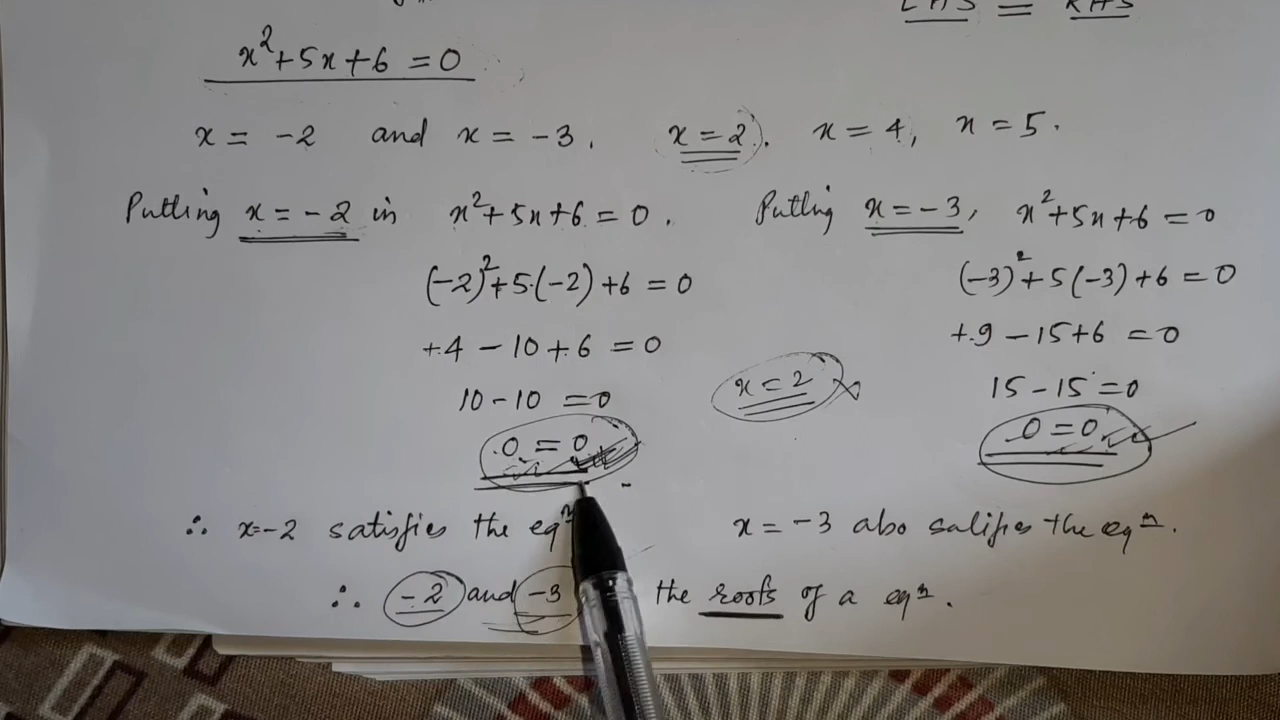 LHS = RHS
x²+5x+6 = 0
x = -2 and x = -3. x = 2. x = 4, x = 5.
Putting x = -2 in x²+5x+6 = 0.
(-2)²+5·(-2)+6 = 0
+4 - 10 + 6 = 0
10 - 10 = 0
0 = 0
x = 2
Putting x = -3, x²+5x+6 = 0
(-3)²+5(-3)+6 = 0
+9 - 15+6 = 0
15 - 15 = 0
0 = 0
∴ x=-2 satisfies the eqⁿ
x = -3 also satifies the eqⁿ.
∴ -2 and -3 the roots of a eqⁿ.